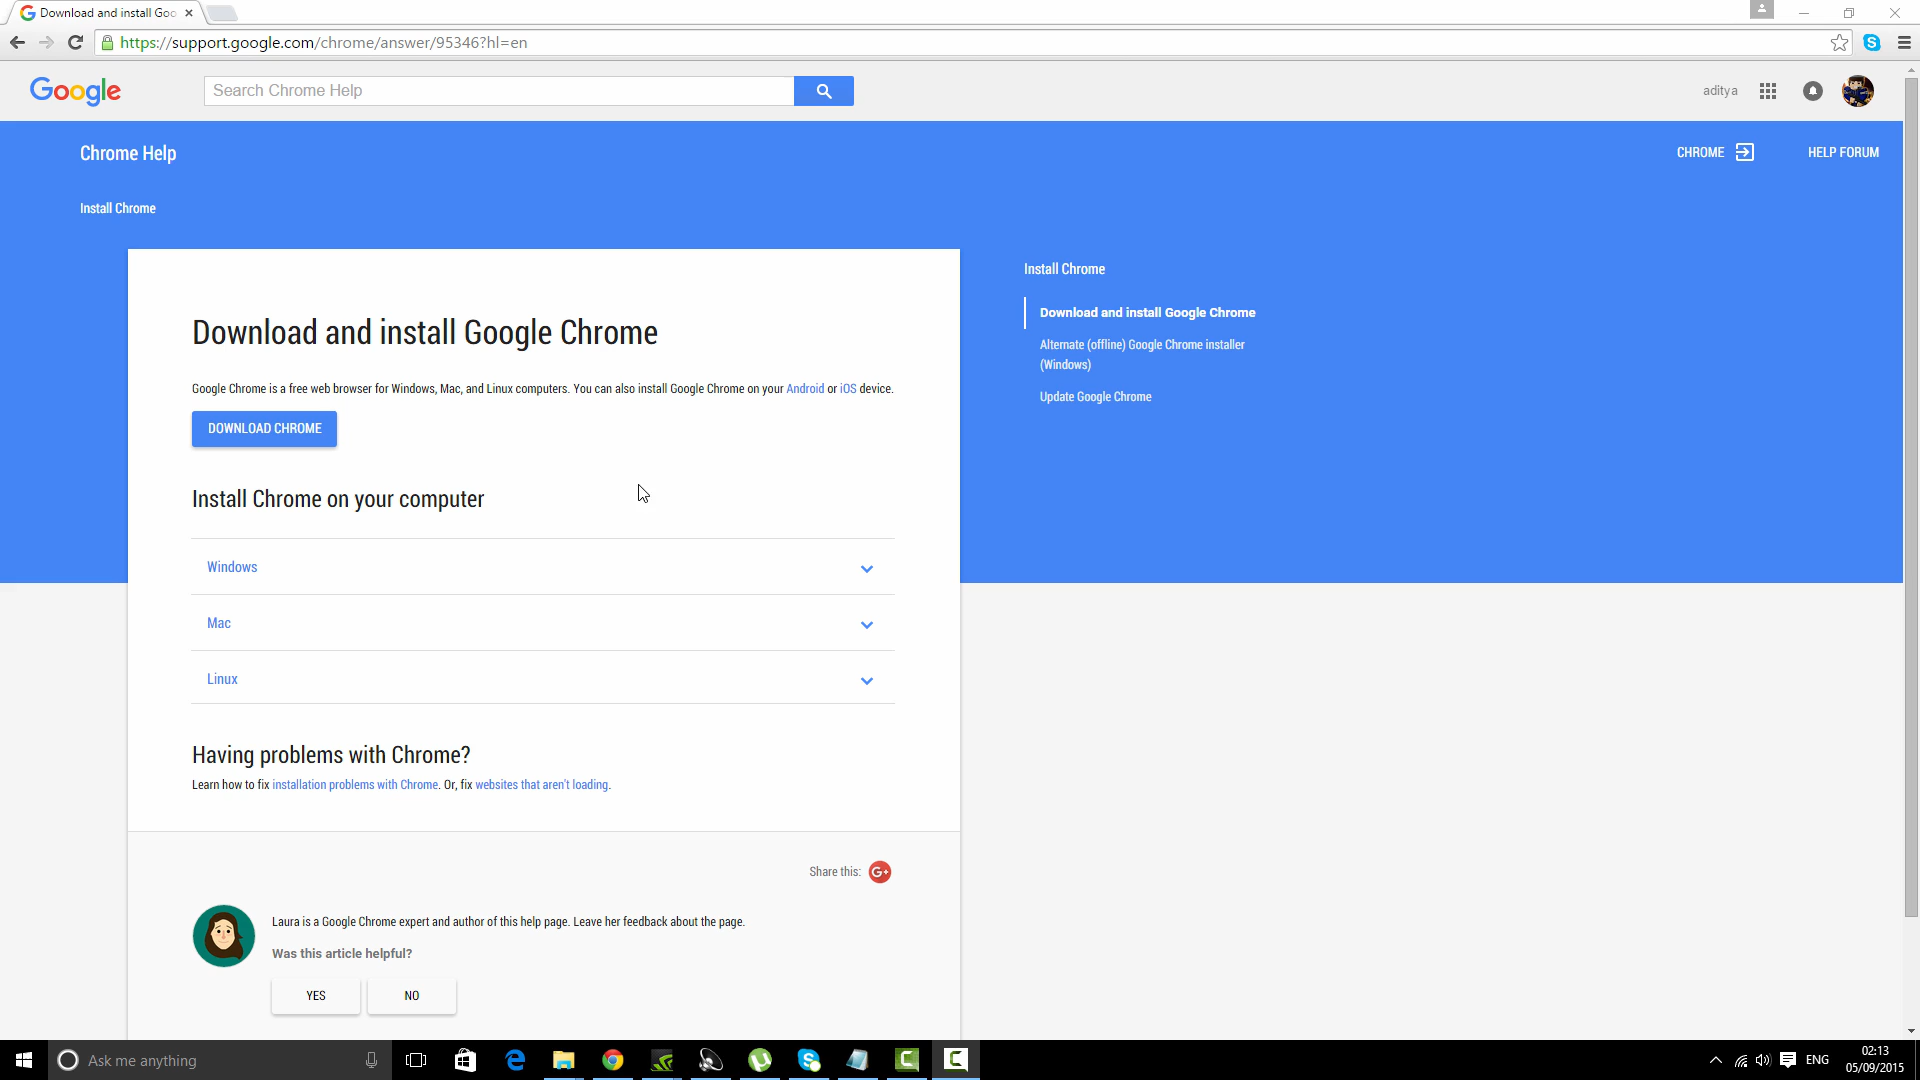 Download and install Goo
https://support.google.com/chrome/answer/95346?hl=en
Google
Search Chrome Help
aditya
Chrome Help
CHROME
HELP FORUM
Install Chrome
Download and install Google Chrome
Google Chrome is a free web browser for Windows, Mac, and Linux computers. You can also install Google Chrome on your Android or iOS device.
DOWNLOAD CHROME
Install Chrome on your computer
Windows
Mac
Linux
Having problems with Chrome?
Learn how to fix installation problems with Chrome. Or, fix websites that aren't loading.
Share this: G+
Laura is a Google Chrome expert and author of this help page. Leave her feedback about the page.
Was this article helpful?
YES
NO
Install Chrome
Download and install Google Chrome
Alternate (offline) Google Chrome installer
(Windows)
Update Google Chrome
Ask me anything
ENG
02:13
05/09/2015